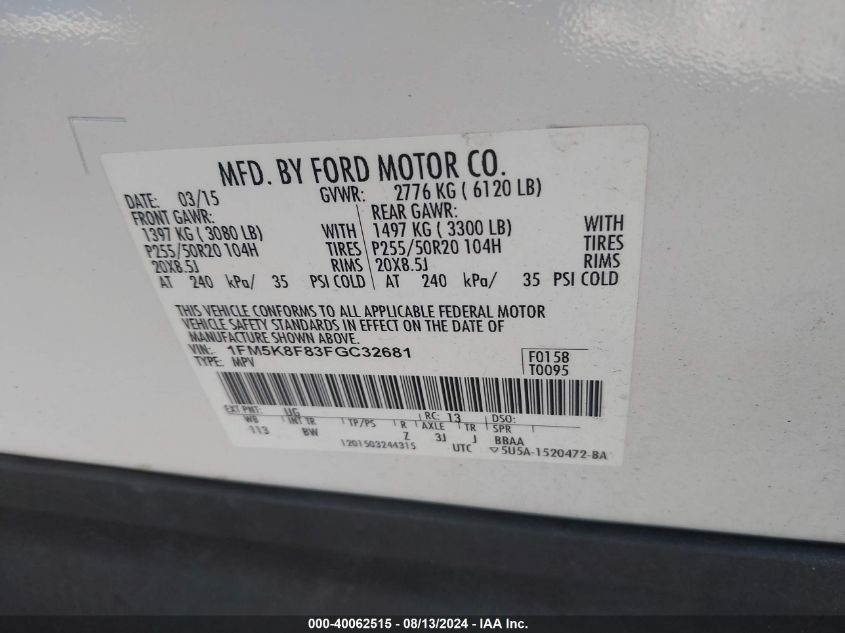 MFD. BY FORD MOTOR CO.
DATE: 03/15 GVWR: 2776 KG ( 6120 LB)
FRONT GAWR: REAR GAWR:
1397 KG ( 3080 LB) WITH 1497 KG ( 3300 LB) WITH
P255/50R20 104H TIRES P255/50R20 104H TIRES
20X8.5J RIMS 20X8.5J RIMS
AT 240 kPa/ 35 PSI COLD AT 240 kPa/ 35 PSI COLD
THIS VEHICLE CONFORMS TO ALL APPLICABLE FEDERAL MOTOR
VEHICLE SAFETY STANDARDS IN EFFECT ON THE DATE OF
MANUFACTURE SHOWN ABOVE.
VIN: 1FM5K8F83FGC32681 F0158
TYPE: MPV T0095
EXT PNT: UG RC: 13 DSO:
WB INT TR TP/PS R AXLE TR SPR
113 BW Z 3J J BBAA
1201503244315 UTC ▽5U5A-1520472-BA
000-40062515 - 08/13/2024 - IAA Inc.